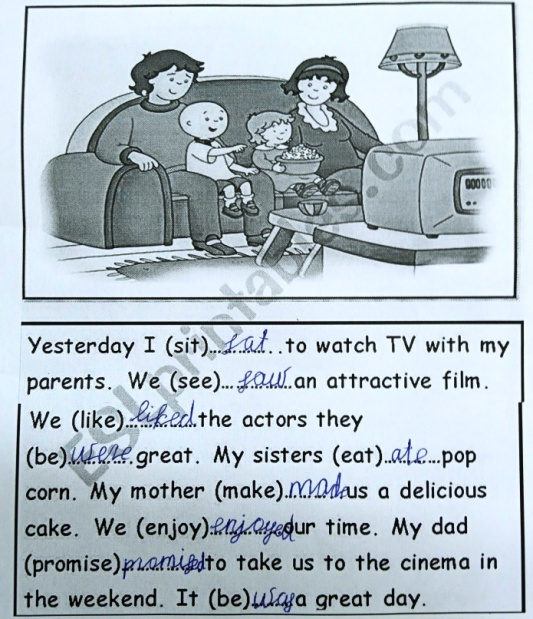 Yesterday I (sit)...sat...to watch TV with my
parents. We (see)...saw...an attractive film.
We (like)...liked...the actors they
(be)...were...great. My sisters (eat)...ate...pop
corn. My mother (make)...made...us a delicious
cake. We (enjoy)...enjoyed...our time. My dad
(promise)...promised...to take us to the cinema in
the weekend. It (be)...was...a great day.
ESLprintables.com